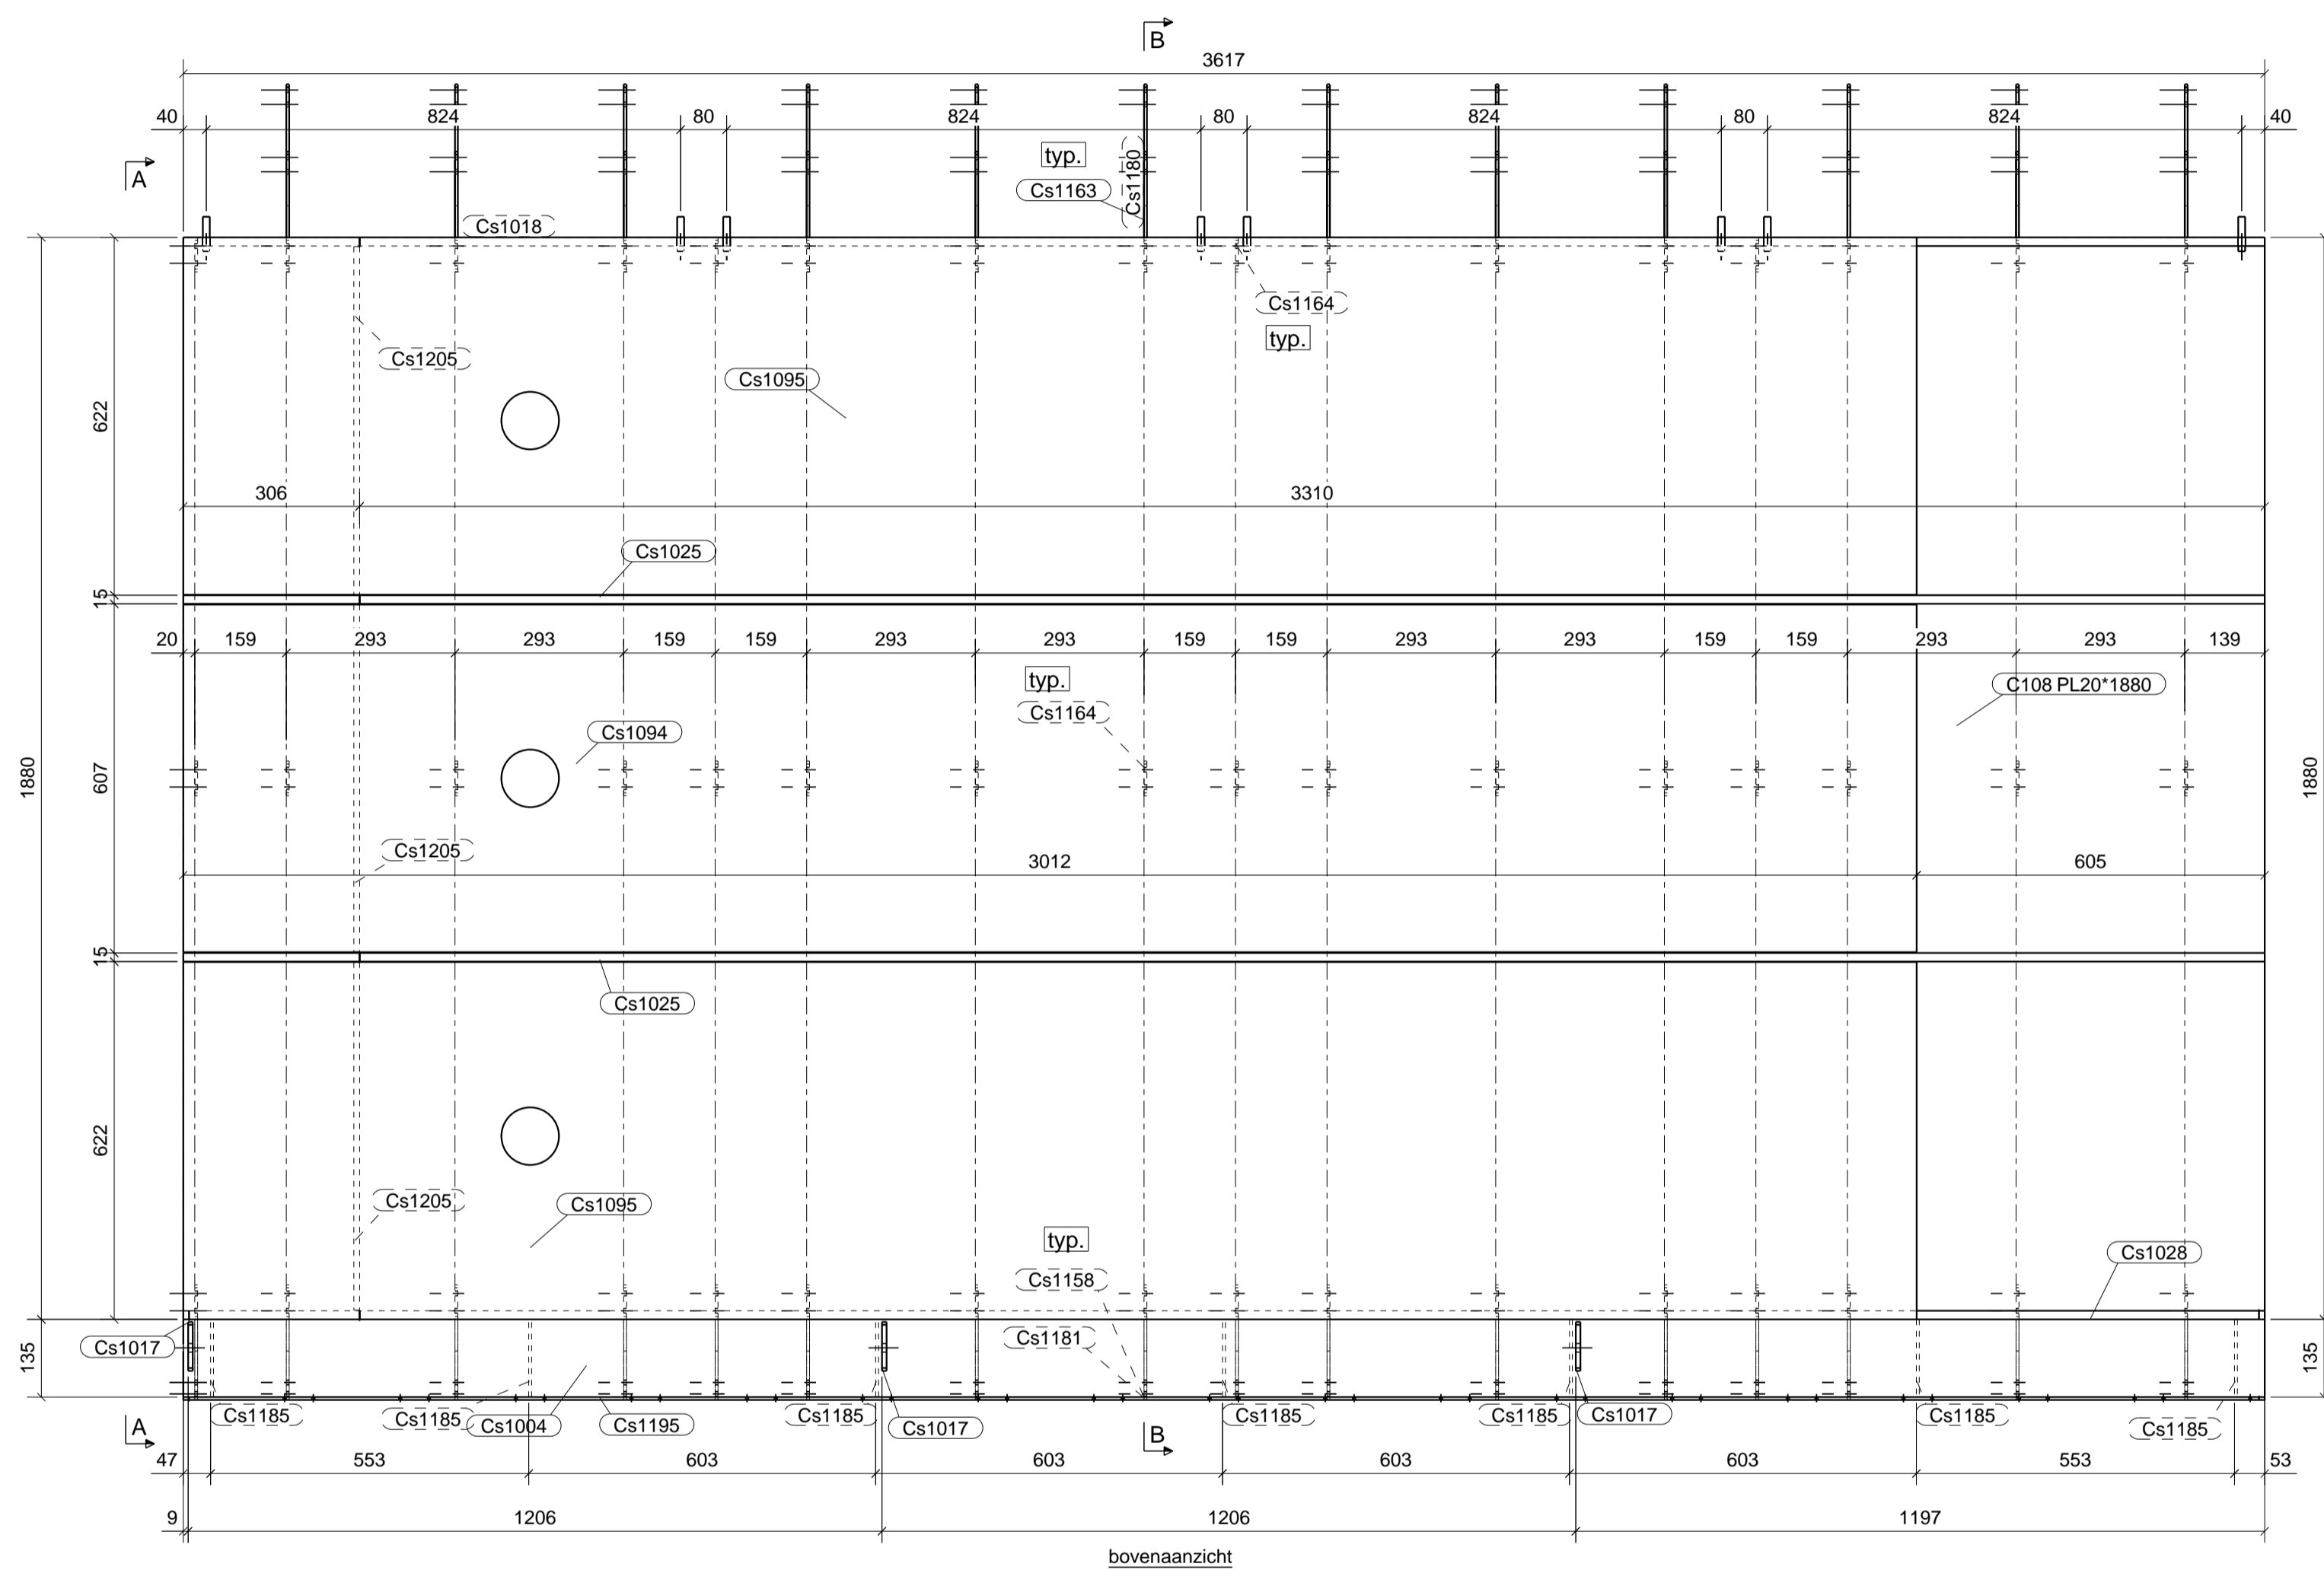 B
3617
40 824 80 824 80 824 80 824 40
A
typ.
Cs1180
Cs1163
Cs1018
Cs1164
typ.
Cs1205
Cs1095
622
306 3310
Cs1025
15
20 159 293 293 159 159 293 293 159 159 293 293 159 159 293 293 139
typ.
C108 PL20*1880
Cs1164
Cs1094
1880
607
1880
Cs1205
3012 605
15
Cs1025
622
Cs1205
Cs1095
typ.
Cs1028
Cs1158
Cs1181
Cs1017
135
135
A
Cs1185 Cs1185 Cs1004 Cs1195 Cs1185 Cs1017 B Cs1185 Cs1185 Cs1017 Cs1185 Cs1185
47 553 603 603 603 603 553 53
9 1206 1206 1197
bovenaanzicht